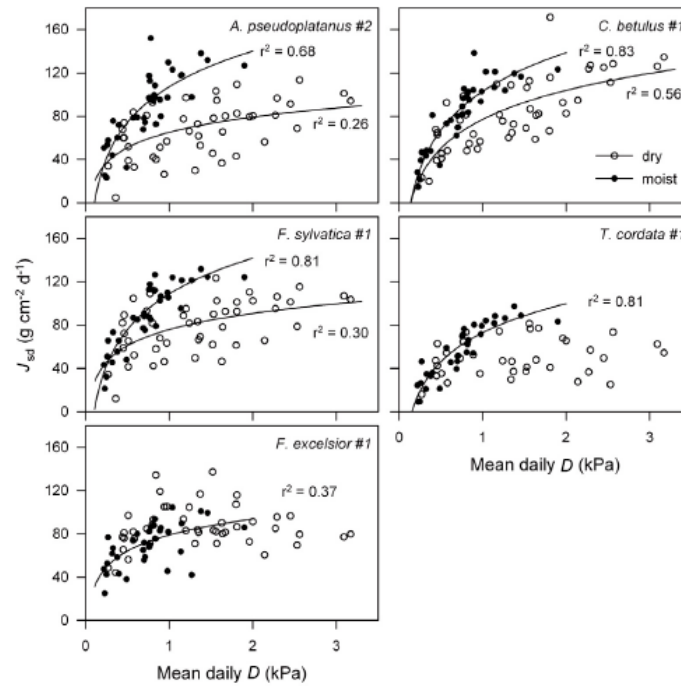 A. pseudoplatanus #2
r² = 0.68
r² = 0.26
160
120
80
40
0
C. betulus #1
r² = 0.83
r² = 0.56
dry
moist
F. sylvatica #1
r² = 0.81
r² = 0.30
160
120
80
40
0
T. cordata #1
r² = 0.81
0 1 2 3
Mean daily D (kPa)
Jsd (g cm-2 d-1)
F. excelsior #1
r² = 0.37
160
120
80
40
0
0 1 2 3
Mean daily D (kPa)